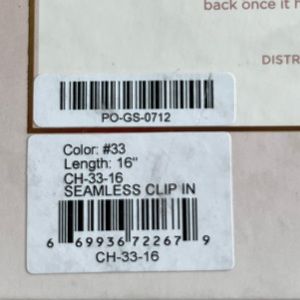 back once it
DISTR
PO-GS-0712
Color: #33
Length: 16"
CH-33-16
SEAMLESS CLIP IN
6 69936 72267 9
CH-33-16